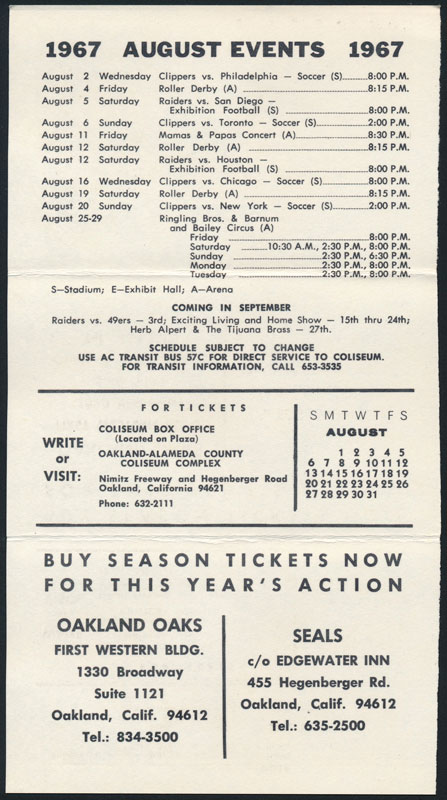 1967 AUGUST EVENTS 1967
August 2 Wednesday Clippers vs. Philadelphia — Soccer (S)..........8:00 P.M.
August 4 Friday Roller Derby (A)..........8:15 P.M.
August 5 Saturday Raiders vs. San Diego —
Exhibition Football (S)..........8:00 P.M.
August 6 Sunday Clippers vs. Toronto — Soccer (S)..........2:00 P.M.
August 11 Friday Mamas & Papas Concert (A)..........8:30 P.M.
August 12 Saturday Roller Derby (A)..........8:15 P.M.
August 12 Saturday Raiders vs. Houston —
Exhibition Football (S)..........8:00 P.M.
August 16 Wednesday Clippers vs. Chicago — Soccer (S)..........8:00 P.M.
August 19 Saturday Roller Derby (A)..........8:15 P.M.
August 20 Sunday Clippers vs. New York — Soccer (S)..........2:00 P.M.
August 25-29 Ringling Bros. & Barnum
and Bailey Circus (A)
Friday ..........8:00 P.M.
Saturday ..........10:30 A.M., 2:30 P.M., 8:00 P.M.
Sunday ..........2:30 P.M., 6:30 P.M.
Monday ..........2:30 P.M., 8:00 P.M.
Tuesday ..........2:30 P.M., 8:00 P.M.
S—Stadium; E—Exhibit Hall; A—Arena
COMING IN SEPTEMBER
Raiders vs. 49ers — 3rd; Exciting Living and Home Show — 15th thru 24th;
Herb Alpert & The Tijuana Brass — 27th.
SCHEDULE SUBJECT TO CHANGE
USE AC TRANSIT BUS 57C FOR DIRECT SERVICE TO COLISEUM.
FOR TRANSIT INFORMATION, CALL 653-3535
FOR TICKETS
WRITE
or
VISIT:
COLISEUM BOX OFFICE
(Located on Plaza)
OAKLAND-ALAMEDA COUNTY
COLISEUM COMPLEX
Nimitz Freeway and Hegenberger Road
Oakland, California 94621
Phone: 632-2111
S M T W T F S
AUGUST
1 2 3 4 5
6 7 8 9 10 11 12
13 14 15 16 17 18 19
20 21 22 23 24 25 26
27 28 29 30 31
BUY SEASON TICKETS NOW
FOR THIS YEAR'S ACTION
OAKLAND OAKS
FIRST WESTERN BLDG.
1330 Broadway
Suite 1121
Oakland, Calif. 94612
Tel.: 834-3500
SEALS
c/o EDGEWATER INN
455 Hegenberger Rd.
Oakland, Calif. 94612
Tel.: 635-2500